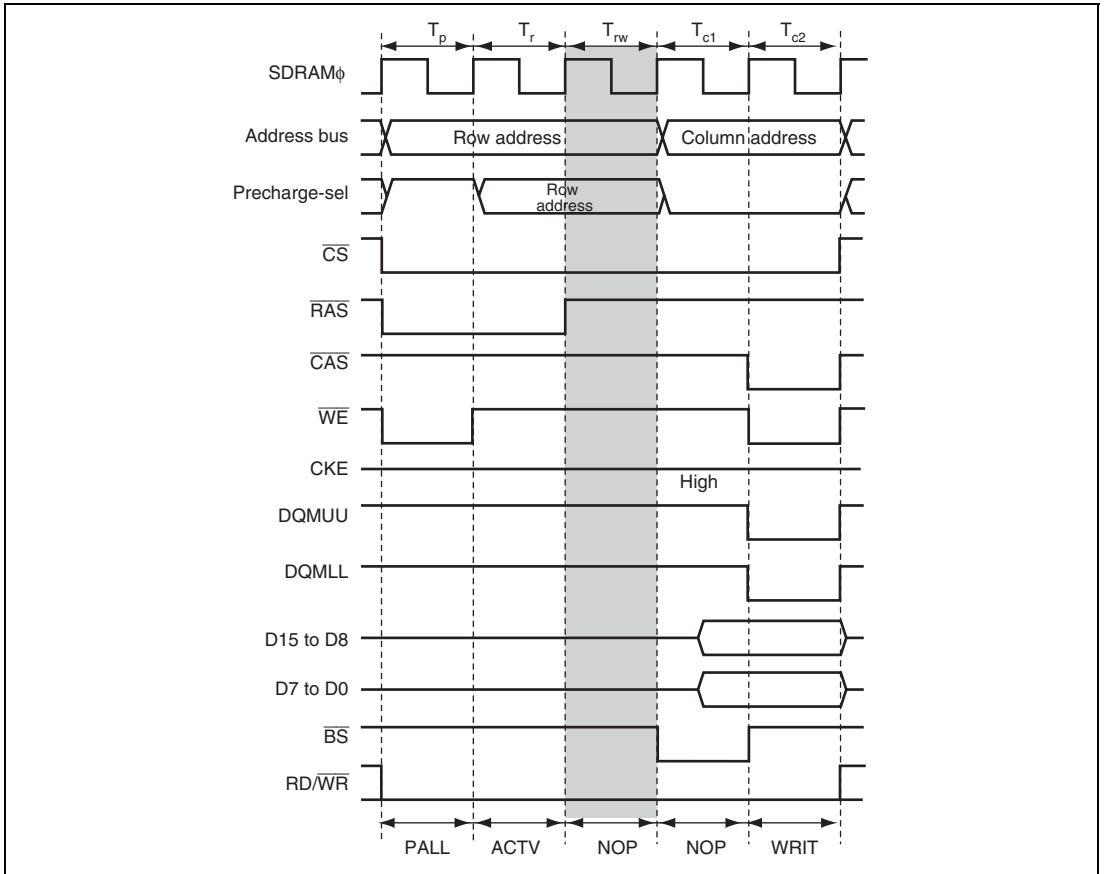 Tp Tr Trw Tc1 Tc2
SDRAMϕ
Address bus Row address Column address
Precharge-sel Row address
CS
RAS
CAS
WE
CKE
High
DQMUU
DQMLL
D15 to D8
D7 to D0
BS
RD/WR
PALL ACTV NOP NOP WRIT